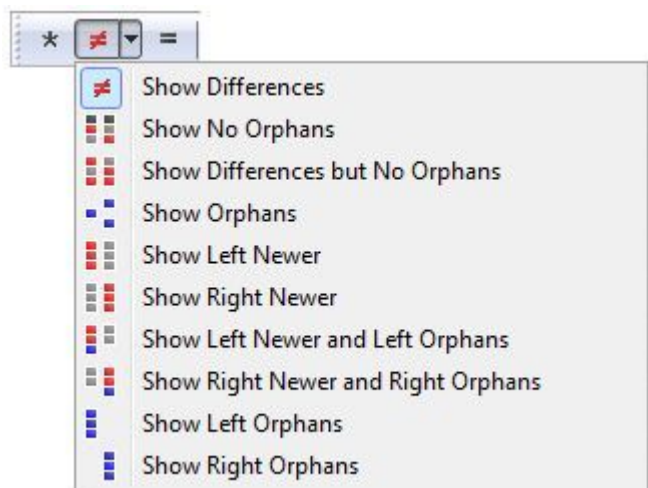 * ≠ =
≠ Show Differences
Show No Orphans
Show Differences but No Orphans
Show Orphans
Show Left Newer
Show Right Newer
Show Left Newer and Left Orphans
Show Right Newer and Right Orphans
Show Left Orphans
Show Right Orphans